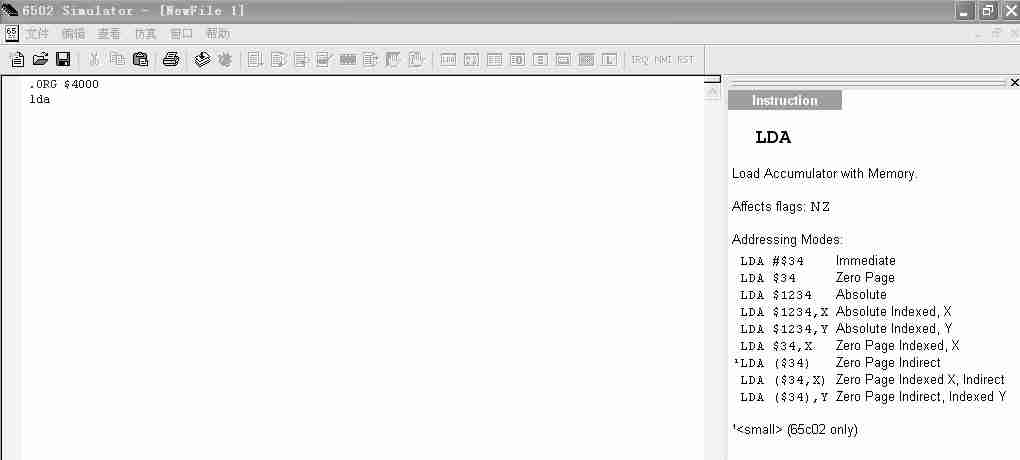 6502 Simulator - [NewFile 1]
文件 编辑 查看 仿真 窗口 帮助
IRQ NMI RST
.ORG $4000
lda
Instruction
LDA
Load Accumulator with Memory.
Affects flags: NZ
Addressing Modes:
LDA #$34 Immediate
LDA $34 Zero Page
LDA $1234 Absolute
LDA $1234,X Absolute Indexed, X
LDA $1234,Y Absolute Indexed, Y
LDA $34,X Zero Page Indexed, X
¹LDA ($34) Zero Page Indirect
LDA ($34,X) Zero Page Indexed X, Indirect
LDA ($34),Y Zero Page Indirect, Indexed Y
'<small> (65c02 only)